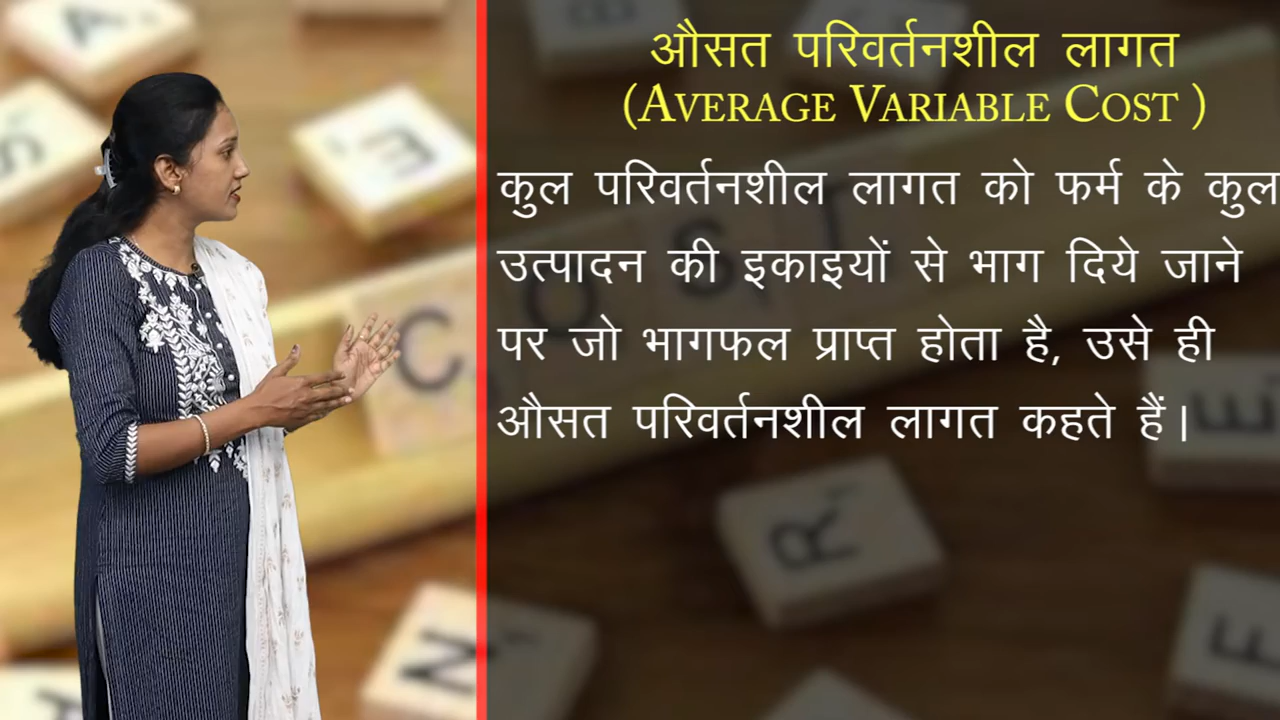 औसत परिवर्तनशील लागत
(AVERAGE VARIABLE COST )
कुल परिवर्तनशील लागत को फर्म के कुल
उत्पादन की इकाइयों से भाग दिये जाने
पर जो भागफल प्राप्त होता है, उसे ही
औसत परिवर्तनशील लागत कहते हैं।